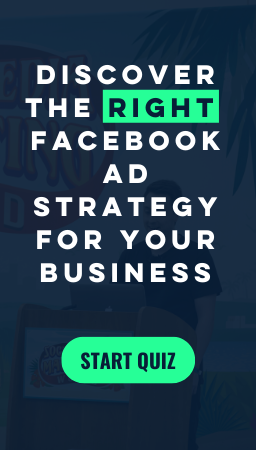 DISCOVER
THE RIGHT
FACEBOOK
AD
STRATEGY
FOR YOUR
BUSINESS
START QUIZ